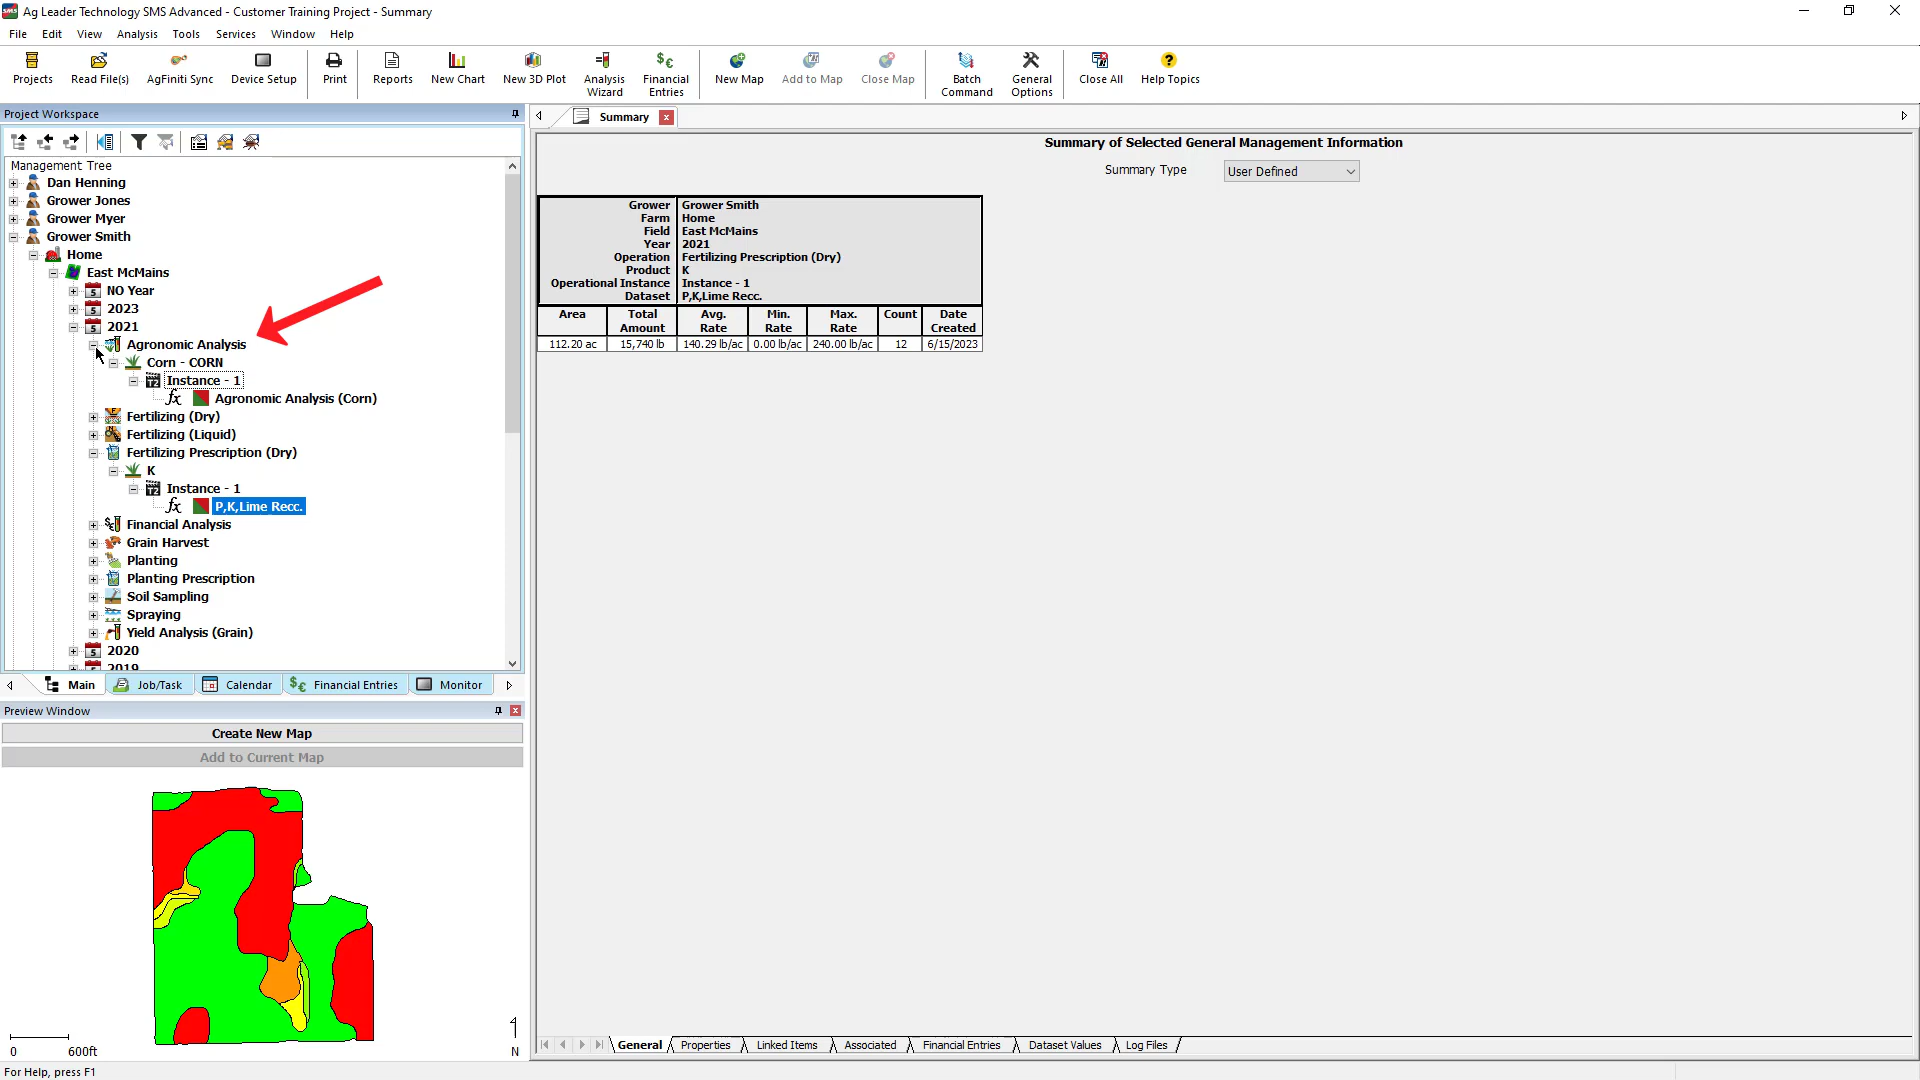 Ag Leader Technology SMS Advanced - Customer Training Project - Summary
File Edit View Analysis Tools Services Window Help
Projects Read File(s) AgFiniti Sync Device Setup Print Reports New Chart New 3D Plot Analysis Wizard Financial Entries New Map Add to Map Close Map Batch Command General Options Close All Help Topics
Project Workspace
Summary
Management Tree
Dan Henning
Grower Jones
Grower Myer
Grower Smith
Home
East McMains
NO Year
2023
2021
Agronomic Analysis
Corn - CORN
Instance - 1
fx Agronomic Analysis (Corn)
Fertilizing (Dry)
Fertilizing (Liquid)
Fertilizing Prescription (Dry)
K
Instance - 1
fx P,K,Lime Recc.
Financial Analysis
Grain Harvest
Planting
Planting Prescription
Soil Sampling
Spraying
Yield Analysis (Grain)
2020
2019
Main Job/Task Calendar Financial Entries Monitor
Preview Window
Create New Map
Add to Current Map
0 600ft
N
Summary of Selected General Management Information
Summary Type User Defined
Grower Grower Smith
Farm Home
Field East McMains
Year 2021
Operation Fertilizing Prescription (Dry)
Product K
Operational Instance Instance - 1
Dataset P,K,Lime Recc.
Area Total Amount Avg. Rate Min. Rate Max. Rate Count Date Created
112.20 ac 15,740 lb 140.29 lb/ac 0.00 lb/ac 240.00 lb/ac 12 6/15/2023
General Properties Linked Items Associated Financial Entries Dataset Values Log Files
For Help, press F1